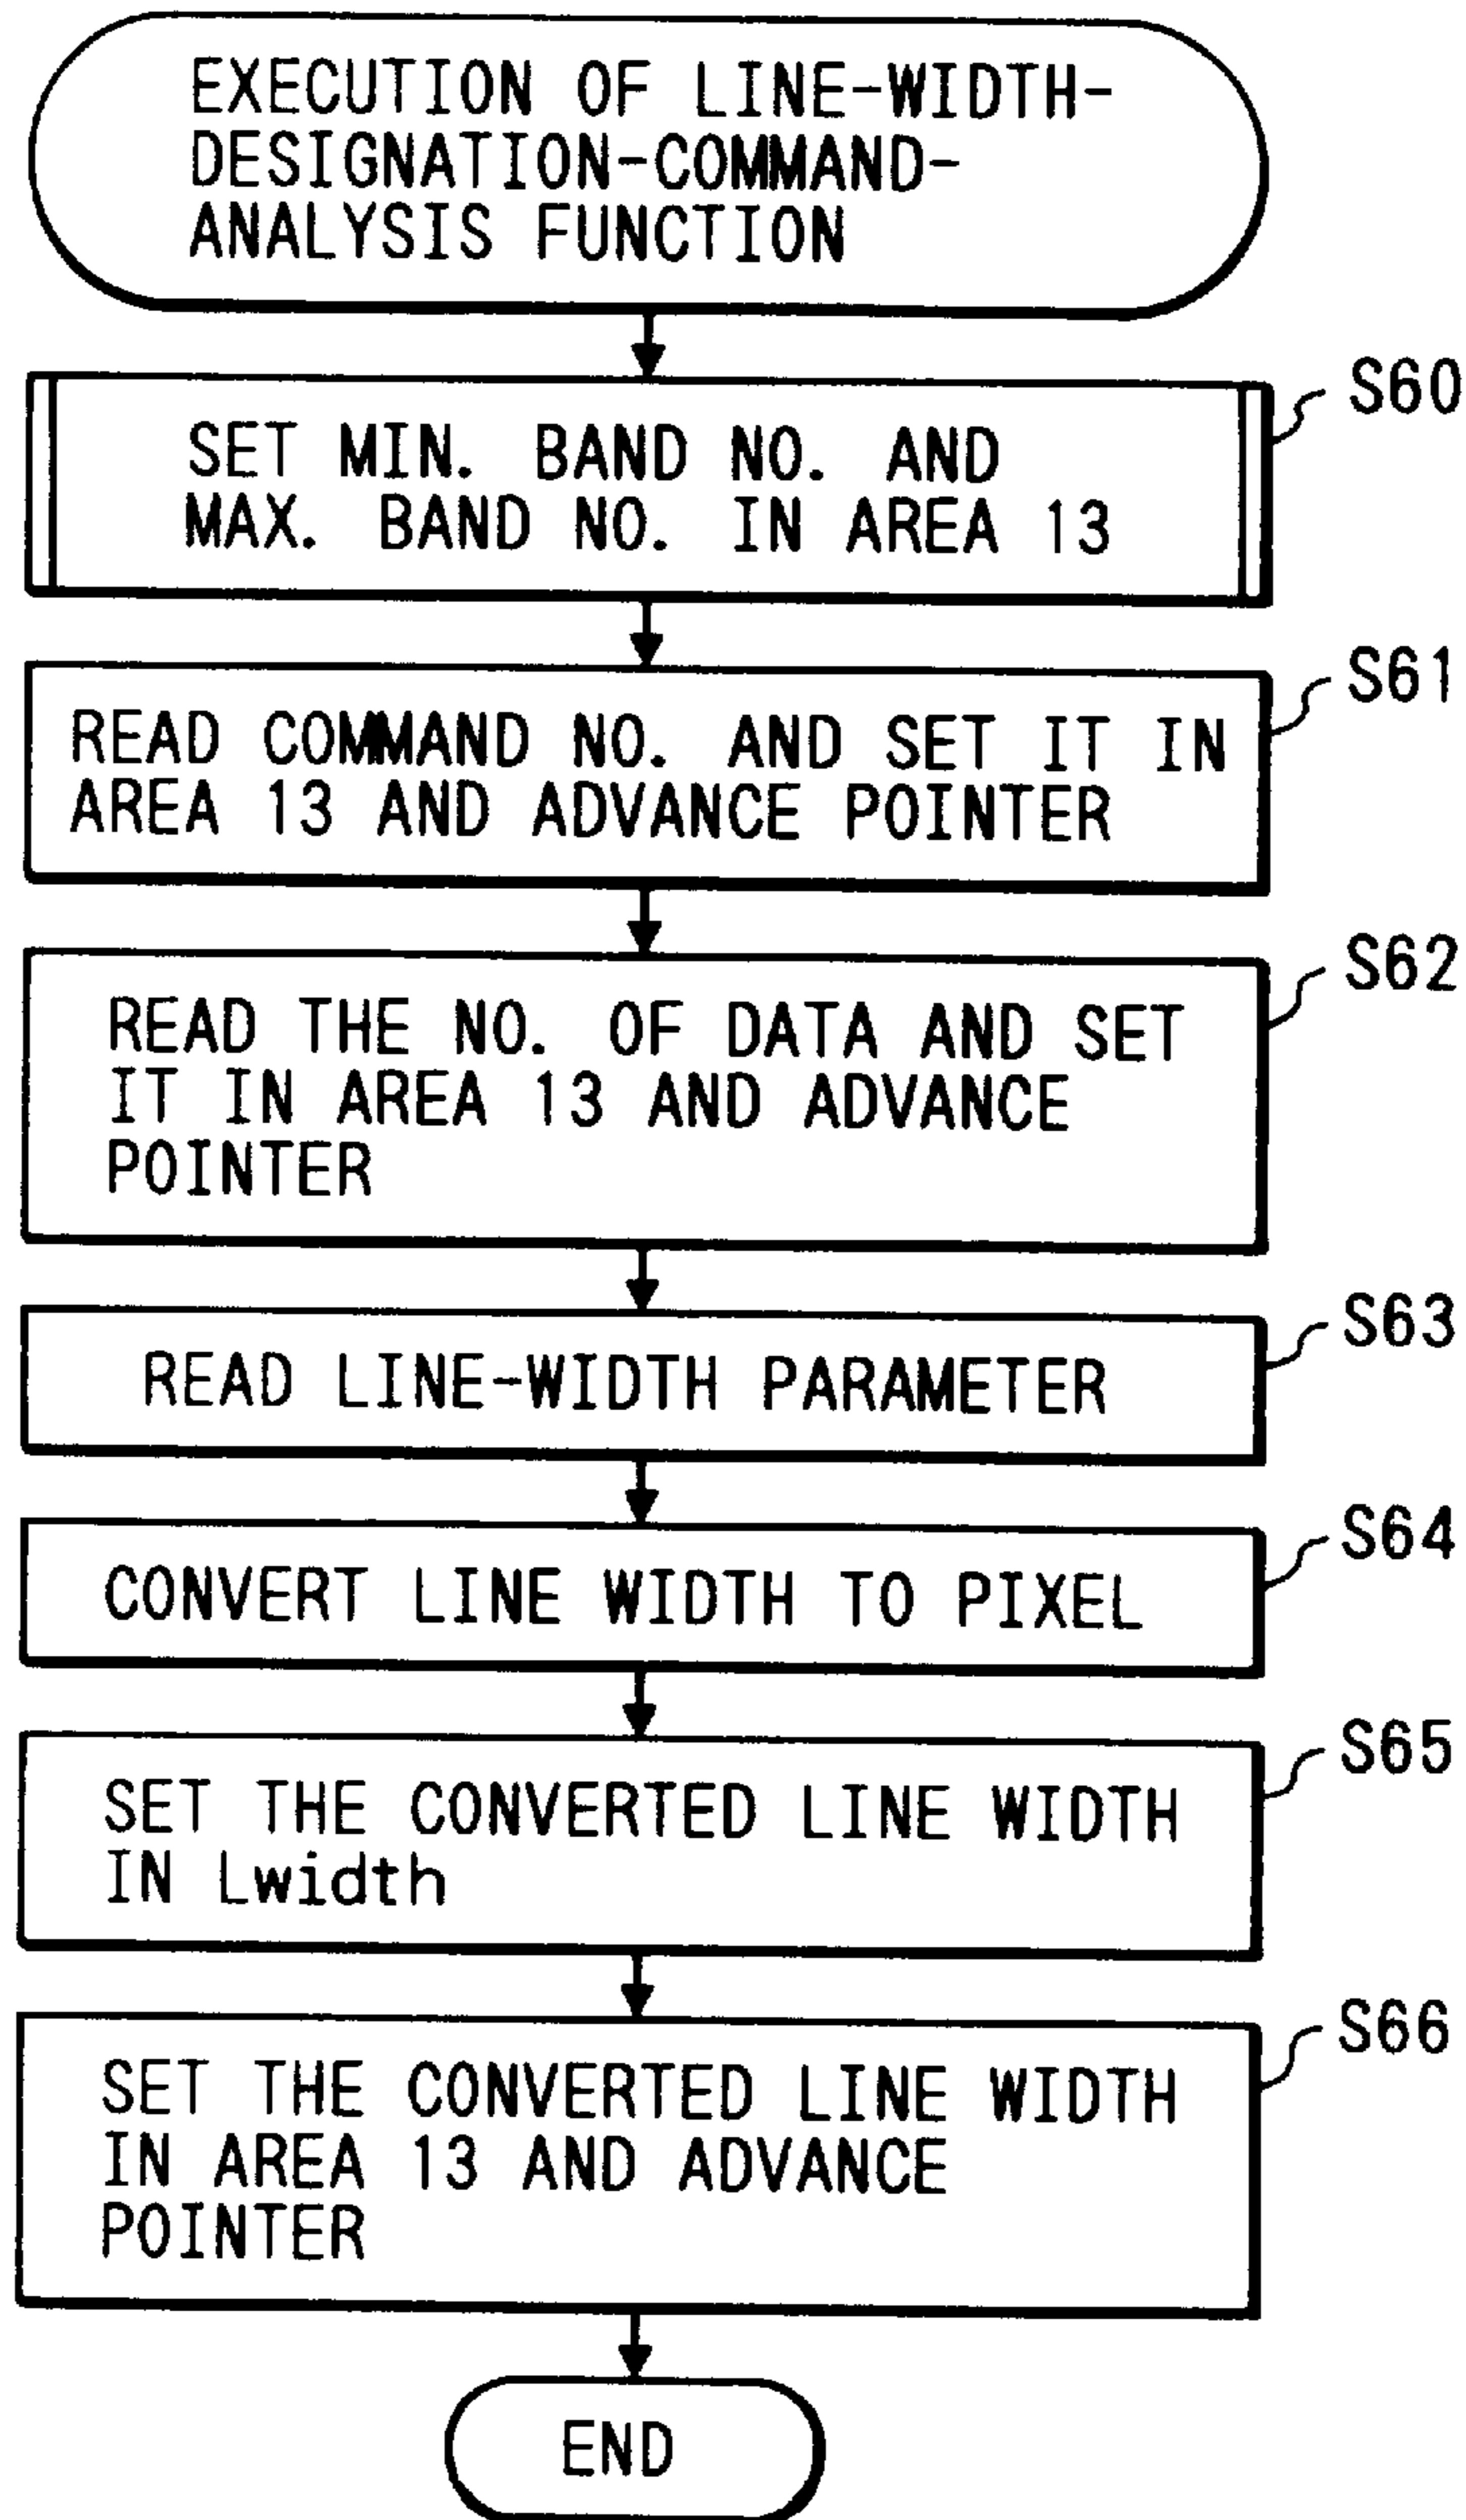 EXECUTION OF LINE-WIDTH-
DESIGNATION-COMMAND-
ANALYSIS FUNCTION
S60
SET MIN. BAND NO. AND
MAX. BAND NO. IN AREA 13
S61
READ COMMAND NO. AND SET IT IN
AREA 13 AND ADVANCE POINTER
S62
READ THE NO. OF DATA AND SET
IT IN AREA 13 AND ADVANCE
POINTER
S63
READ LINE-WIDTH PARAMETER
S64
CONVERT LINE WIDTH TO PIXEL
S65
SET THE CONVERTED LINE WIDTH
IN Lwidth
S66
SET THE CONVERTED LINE WIDTH
IN AREA 13 AND ADVANCE
POINTER
END